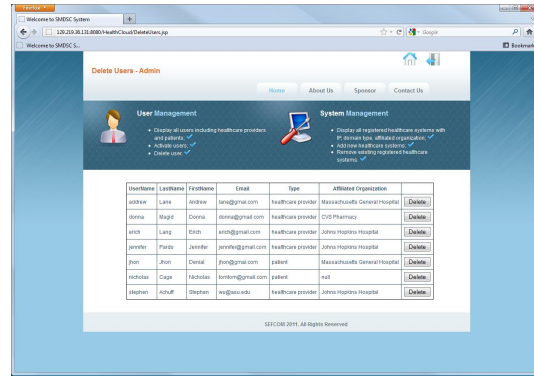 Firefox
Welcome to SMDSC System
129.219.36.131:8080/HealthCloud/DeleteUsers.jsp
Google
Welcome to SMDSC S...
Bookmark
Delete Users - Admin
Home About Us Sponsor Contact Us
User Management
Display all users including healthcare providers
and patients;
Activate users;
Delete user;
System Management
Display all registered healthcare systems with
IP, domain type, affiliated organization;
Add new healthcare systems;
Remove existing registered healthcare
systems;
UserName LastName FirstName Email Type Affiliated Organization
addrew Lane Andrew lane@gmai.com healthcare provider Massachusetts General Hospital Delete
donna Magid Donna donna@gmail.com healthcare provider CVS Pharmacy Delete
erich Lang Erich erich@gmail.com healthcare provider Johns Hopkins Hospital Delete
jennifer Pardo Jennifer jennifer@gmail.com healthcare provider Johns Hopkins Hospital Delete
jhon Jhon Denial jhon@gmai.com patient Massachusetts General Hospital Delete
nicholas Cage Nicholas tomtom@gmail.com patient null Delete
stephen Achuff Stephen wu@asu.edu healthcare provider Johns Hopkins Hospital Delete
SEFCOM 2011. All Rights Reserved